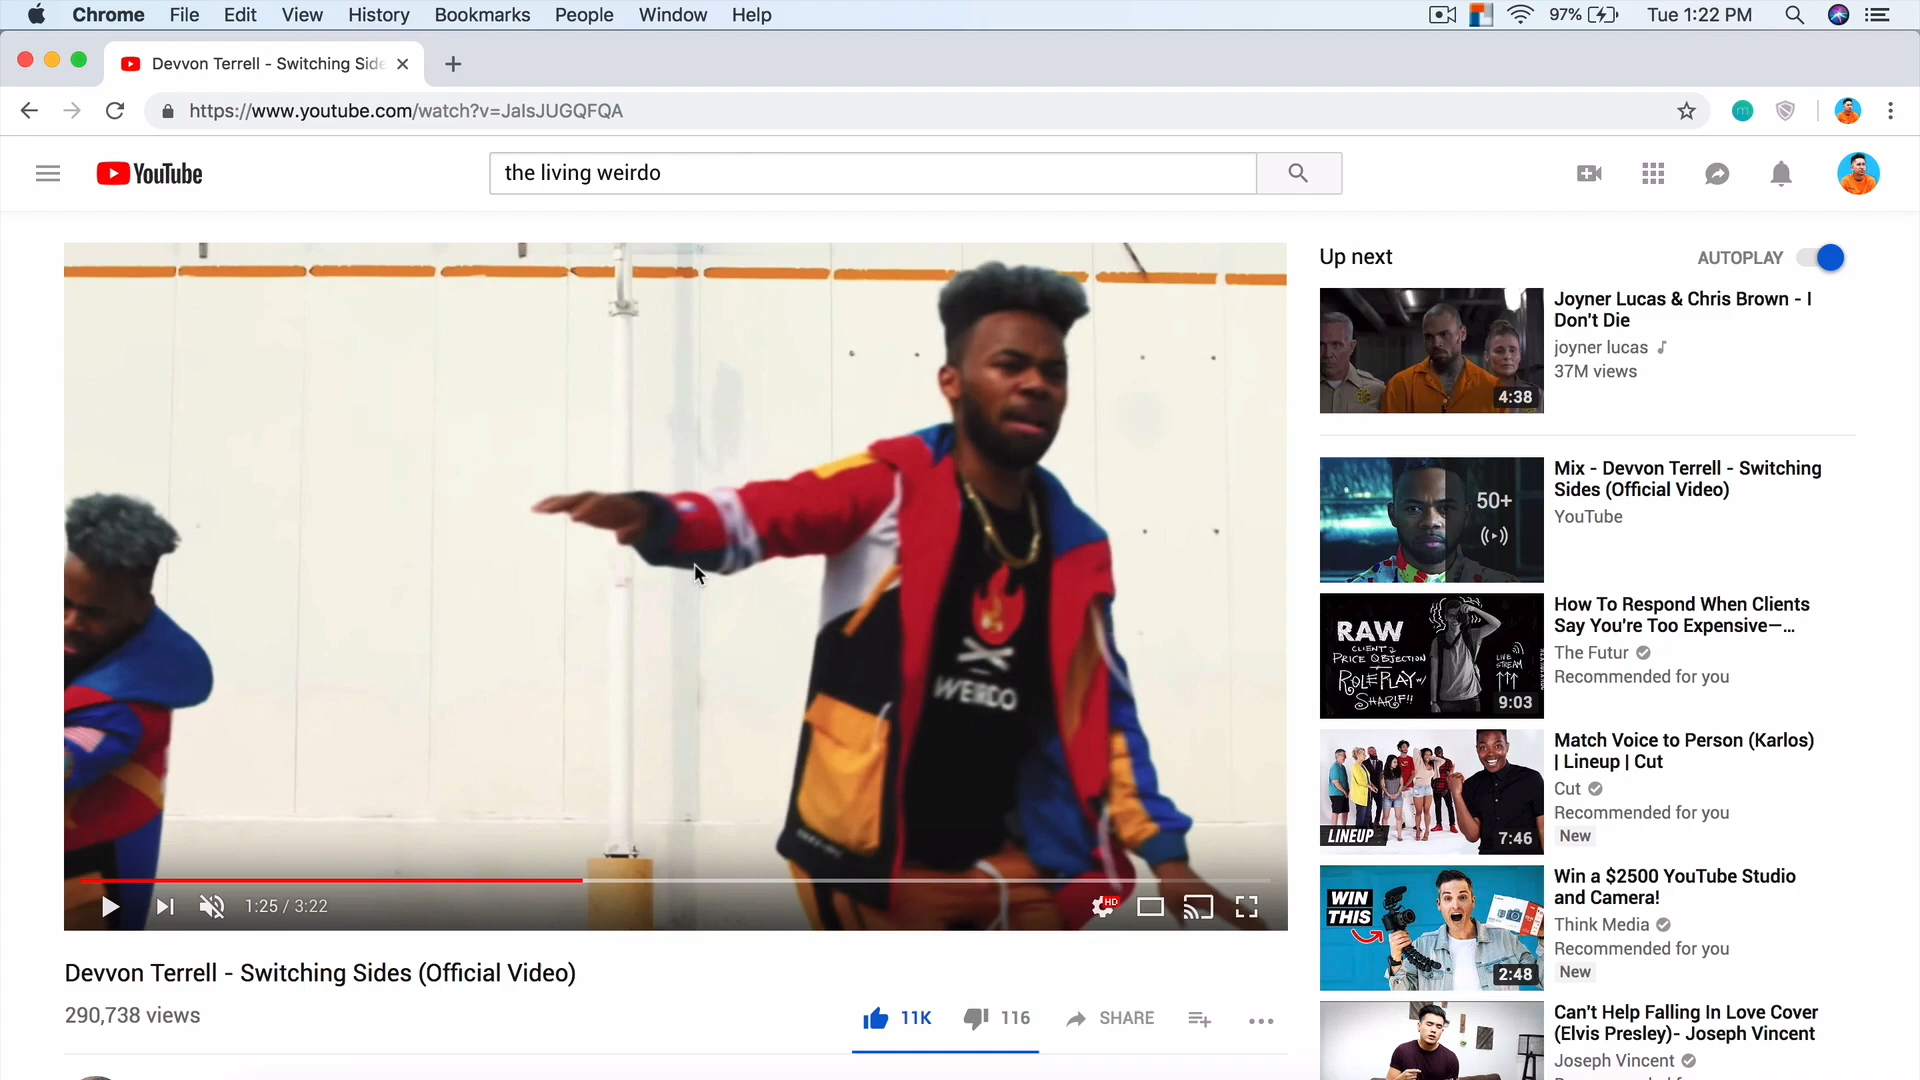 Chrome File Edit View History Bookmarks People Window Help 97% Tue 1:22 PM
Devvon Terrell - Switching Side
https://www.youtube.com/watch?v=JaIsJUGQFQA
YouTube
the living weirdo
WEIRDO
1:25 / 3:22
HD
Devvon Terrell - Switching Sides (Official Video)
290,738 views
11K 116 SHARE
Up next AUTOPLAY
4:38
Joyner Lucas & Chris Brown - I
Don't Die
joyner lucas
37M views
50+
Mix - Devvon Terrell - Switching
Sides (Official Video)
YouTube
RAW
CLIENT &
PRICE OBJECTION
ROLEPLAY w/
SHARIF!!
LIVE
STREAM
9:03
How To Respond When Clients
Say You're Too Expensive—...
The Futur
Recommended for you
LINEUP
7:46
Match Voice to Person (Karlos)
| Lineup | Cut
Cut
Recommended for you
New
WIN
THIS
2:48
Win a $2500 YouTube Studio
and Camera!
Think Media
Recommended for you
New
Can't Help Falling In Love Cover
(Elvis Presley)- Joseph Vincent
Joseph Vincent